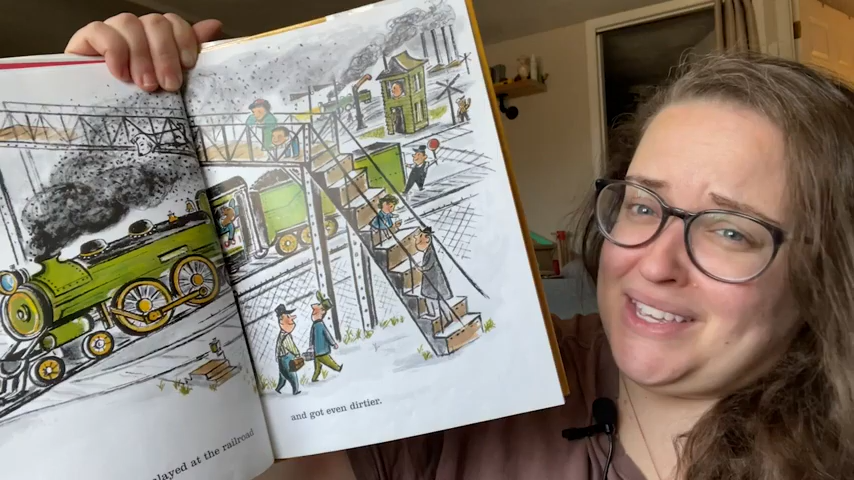 played at the railroad
and got even dirtier.